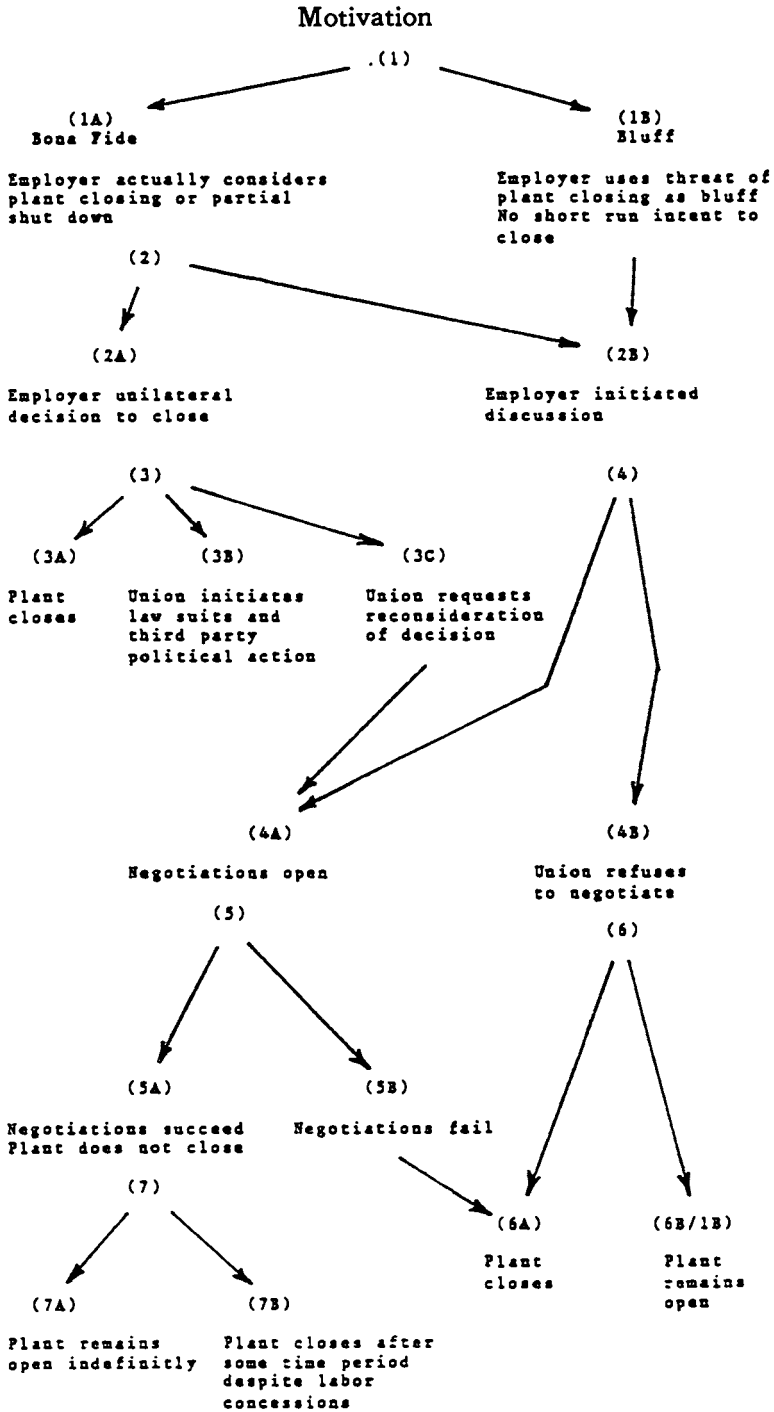 Motivation
.(1)
(1A)
Bona Fide
(1B)
Bluff
Employer actually considers
plant closing or partial
shut down
Employer uses threat of
plant closing as bluff
No short run intent to
close
(2)
(2A)
(2B)
Employer unilateral
decision to close
Employer initiated
discussion
(3)
(4)
(3A)
(3B)
(3C)
Plant
closes
Union initiates
law suits and
third party
political action
Union requests
reconsideration
of decision
(4A)
(4B)
Negotiations open
Union refuses
to negotiate
(5)
(6)
(5A)
(5B)
Negotiations succeed
Plant does not close
Negotiations fail
(7)
(6A)
(6B/1B)
Plant
closes
Plant
remains
open
(7A)
(7B)
Plant remains
open indefinitly
Plant closes after
some time period
despite labor
concessions